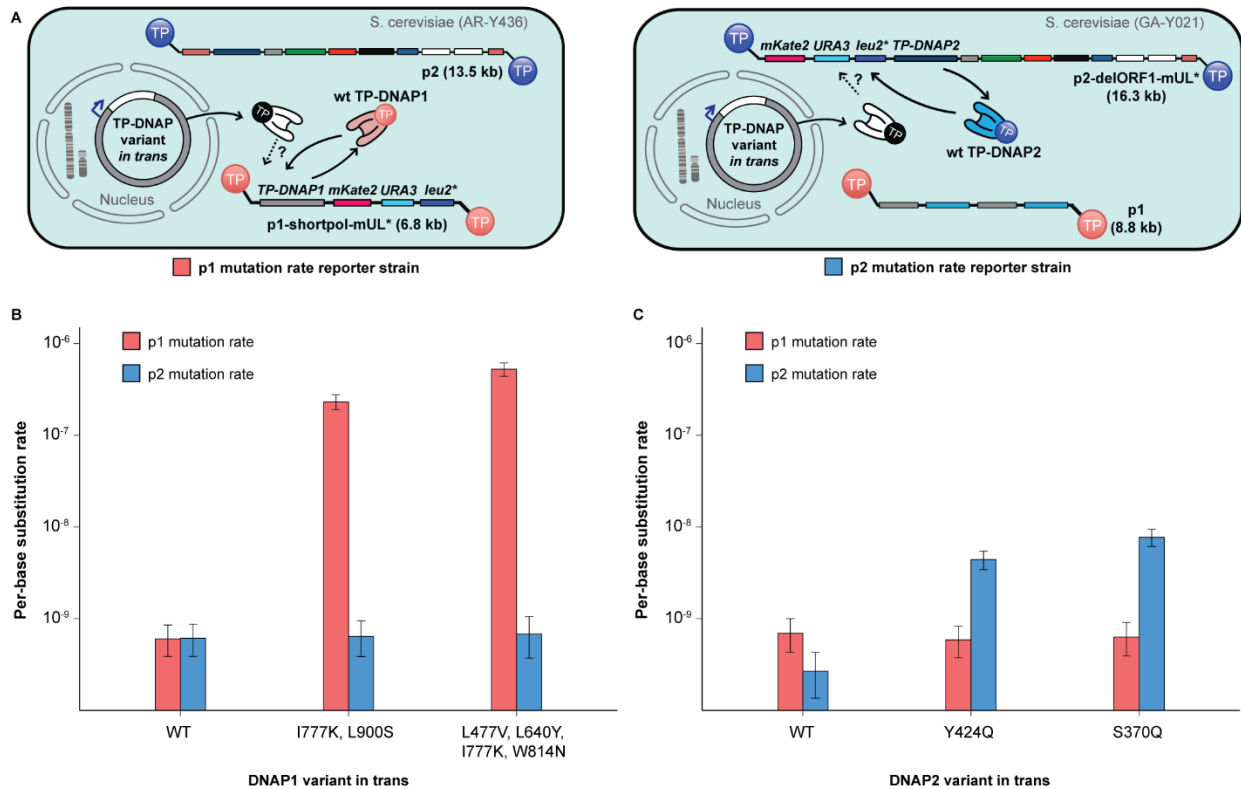 A
S. cerevisiae (AR-Y436)
TP
TP
p2 (13.5 kb)
wt TP-DNAP1
TP
TP
TP-DNAP
variant
in trans
?
Nucleus
TP
TP-DNAP1 mKate2 URA3 leu2*
TP
p1-shortpol-mUL* (6.8 kb)
p1 mutation rate reporter strain
S. cerevisiae (GA-Y021)
mKate2 URA3 leu2* TP-DNAP2
TP
TP
p2-delORF1-mUL*
(16.3 kb)
?
TP
TP
wt TP-DNAP2
TP-DNAP
variant
in trans
Nucleus
TP
TP
p1
(8.8 kb)
p2 mutation rate reporter strain
B
p1 mutation rate
p2 mutation rate
Per-base substitution rate
10-6
10-7
10-8
10-9
WT
I777K, L900S
L477V, L640Y,
I777K, W814N
DNAP1 variant in trans
C
p1 mutation rate
p2 mutation rate
Per-base substitution rate
10-6
10-7
10-8
10-9
WT
Y424Q
S370Q
DNAP2 variant in trans